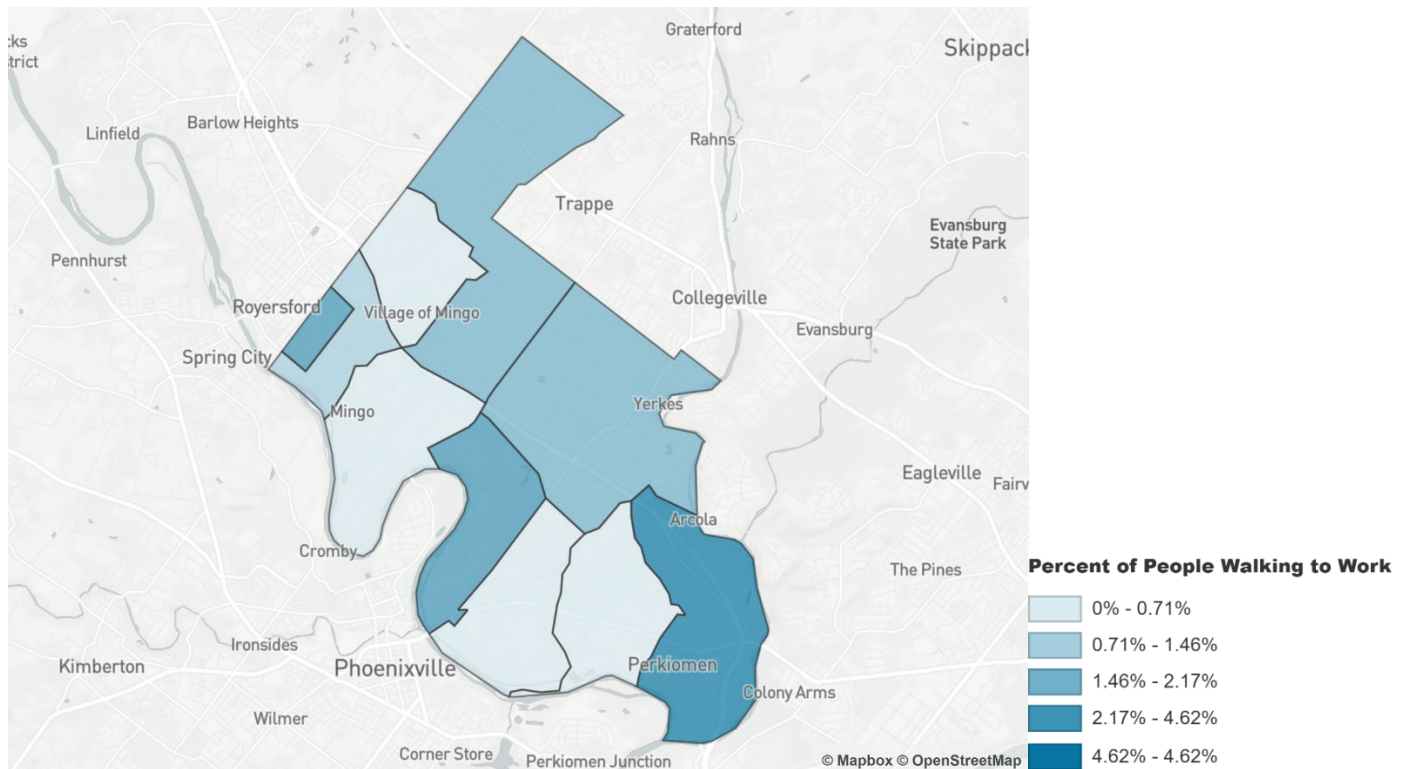 Graterford
Skippack
cks
trict
Linfield
Barlow Heights
Rahns
Trappe
Evansburg
State Park
Pennhurst
Royersford
Village of Mingo
Collegeville
Evansburg
Spring City
Mingo
Yerkes
Eagleville
Fairv
Arcola
Cromby
The Pines
Percent of People Walking to Work
0% - 0.71%
0.71% - 1.46%
1.46% - 2.17%
2.17% - 4.62%
4.62% - 4.62%
Ironsides
Kimberton
Phoenixville
Perkiomen
Colony Arms
Wilmer
Corner Store
Perkiomen Junction
© Mapbox © OpenStreetMap